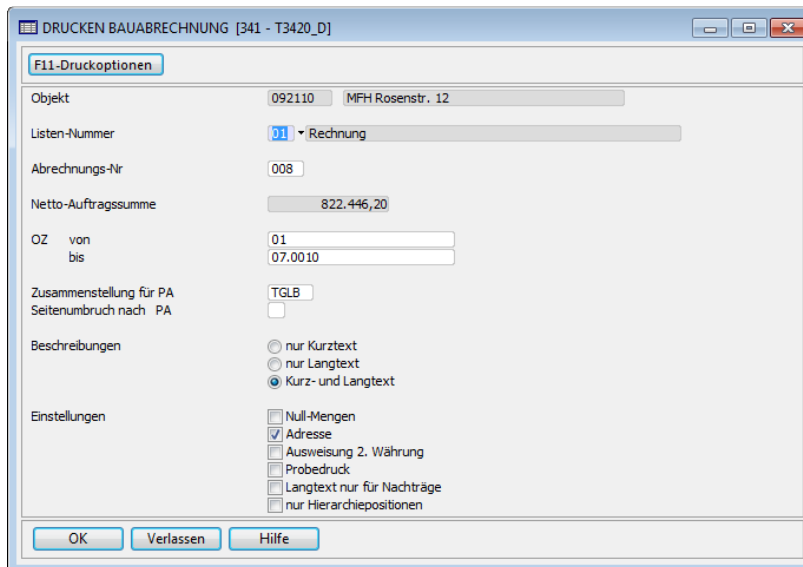 DRUCKEN BAUABRECHNUNG [341 - T3420_D]
F11-Druckoptionen
Objekt 092110 MFH Rosenstr. 12
Listen-Nummer 01 Rechnung
Abrechnungs-Nr 008
Netto-Auftragssumme 822.446,20
OZ von 01
bis 07.0010
Zusammenstellung für PA TGLB
Seitenumbruch nach PA
Beschreibungen nur Kurztext
nur Langtext
Kurz- und Langtext
Einstellungen Null-Mengen
Adresse
Ausweisung 2. Währung
Probedruck
Langtext nur für Nachträge
nur Hierarchiepositionen
OK Verlassen Hilfe